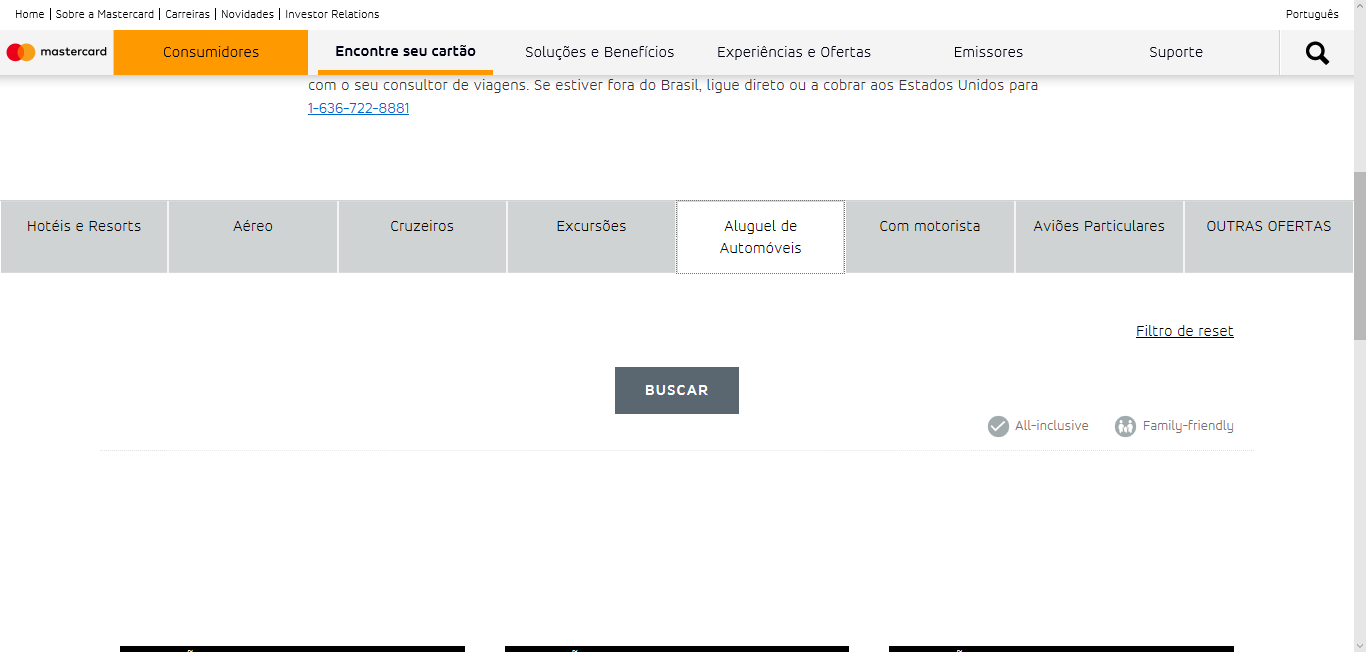 Home | Sobre a Mastercard | Carreiras | Novidades | Investor Relations
Português
mastercard
Consumidores
Encontre seu cartão
Soluções e Benefícios
Experiências e Ofertas
Emissores
Suporte
com o seu consultor de viagens. Se estiver fora do Brasil, ligue direto ou a cobrar aos Estados Unidos para
1-636-722-8881
Hotéis e Resorts
Aéreo
Cruzeiros
Excursões
Aluguel de
Automóveis
Com motorista
Aviões Particulares
OUTRAS OFERTAS
Filtro de reset
BUSCAR
All-inclusive
Family-friendly